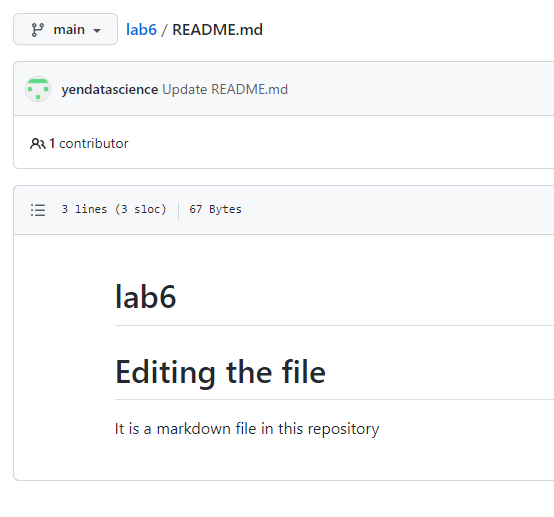 main
lab6 / README.md
yendatascience Update README.md
1 contributor
3 lines (3 sloc) 67 Bytes
lab6
Editing the file
It is a markdown file in this repository